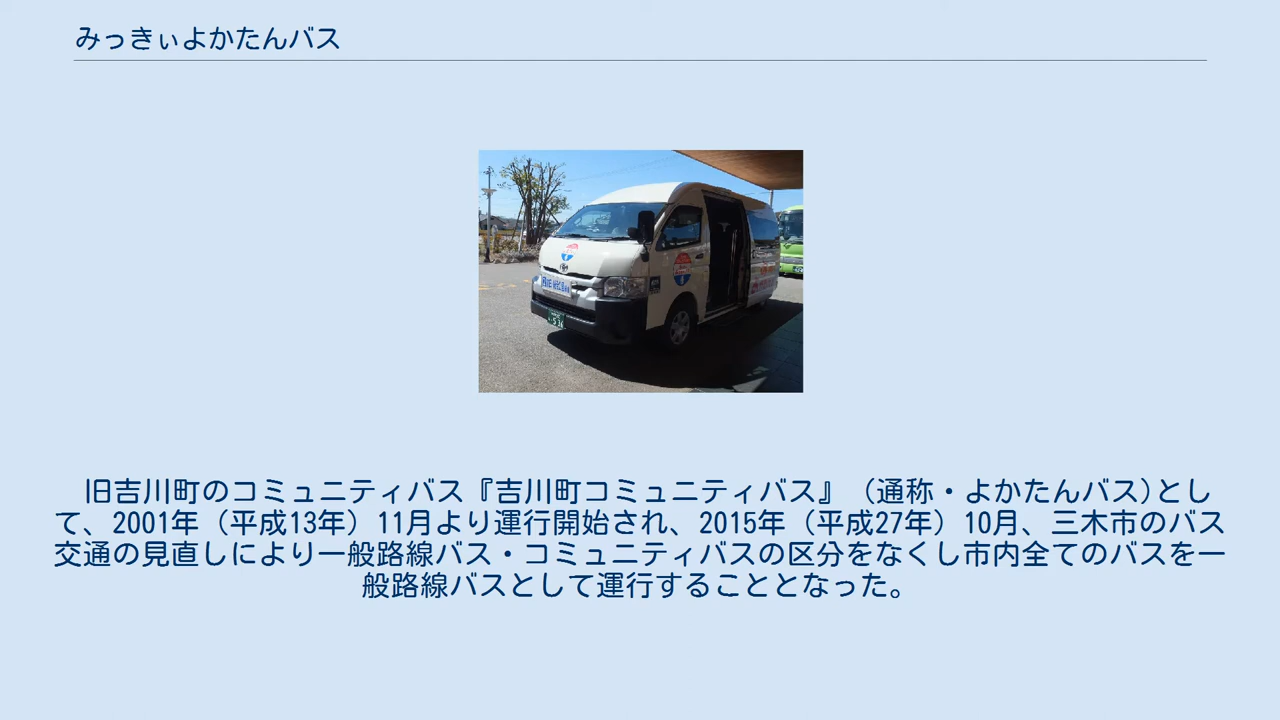 みっきぃよかたんバス
旧吉川町のコミュニティバス『吉川町コミュニティバス』（通称・よかたんバス)とし
て、2001年（平成13年）11月より運行開始され、2015年（平成27年）10月、三木市のバス
交通の見直しにより一般路線バス・コミュニティバスの区分をなくし市内全てのバスを一
般路線バスとして運行することとなった。